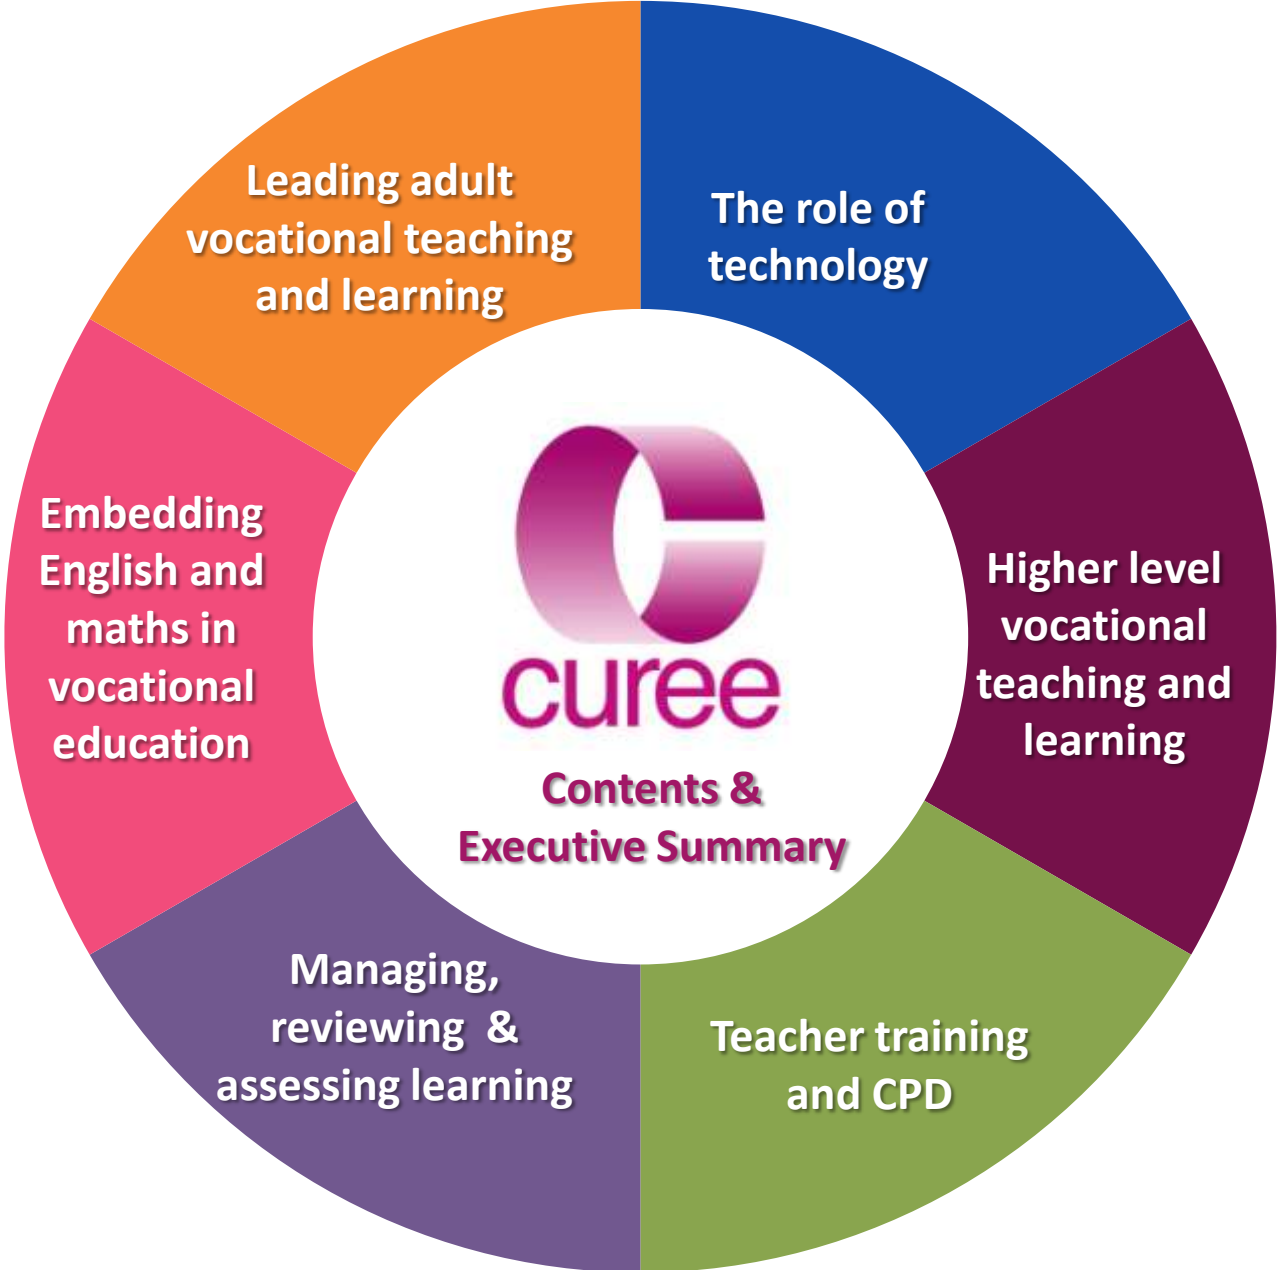 Leading adult
vocational teaching
and learning
The role of
technology
Embedding
English and
maths in
vocational
education
curee
Contents &
Executive Summary
Higher level
vocational
teaching and
learning
Managing,
reviewing  &
assessing learning
Teacher training
and CPD